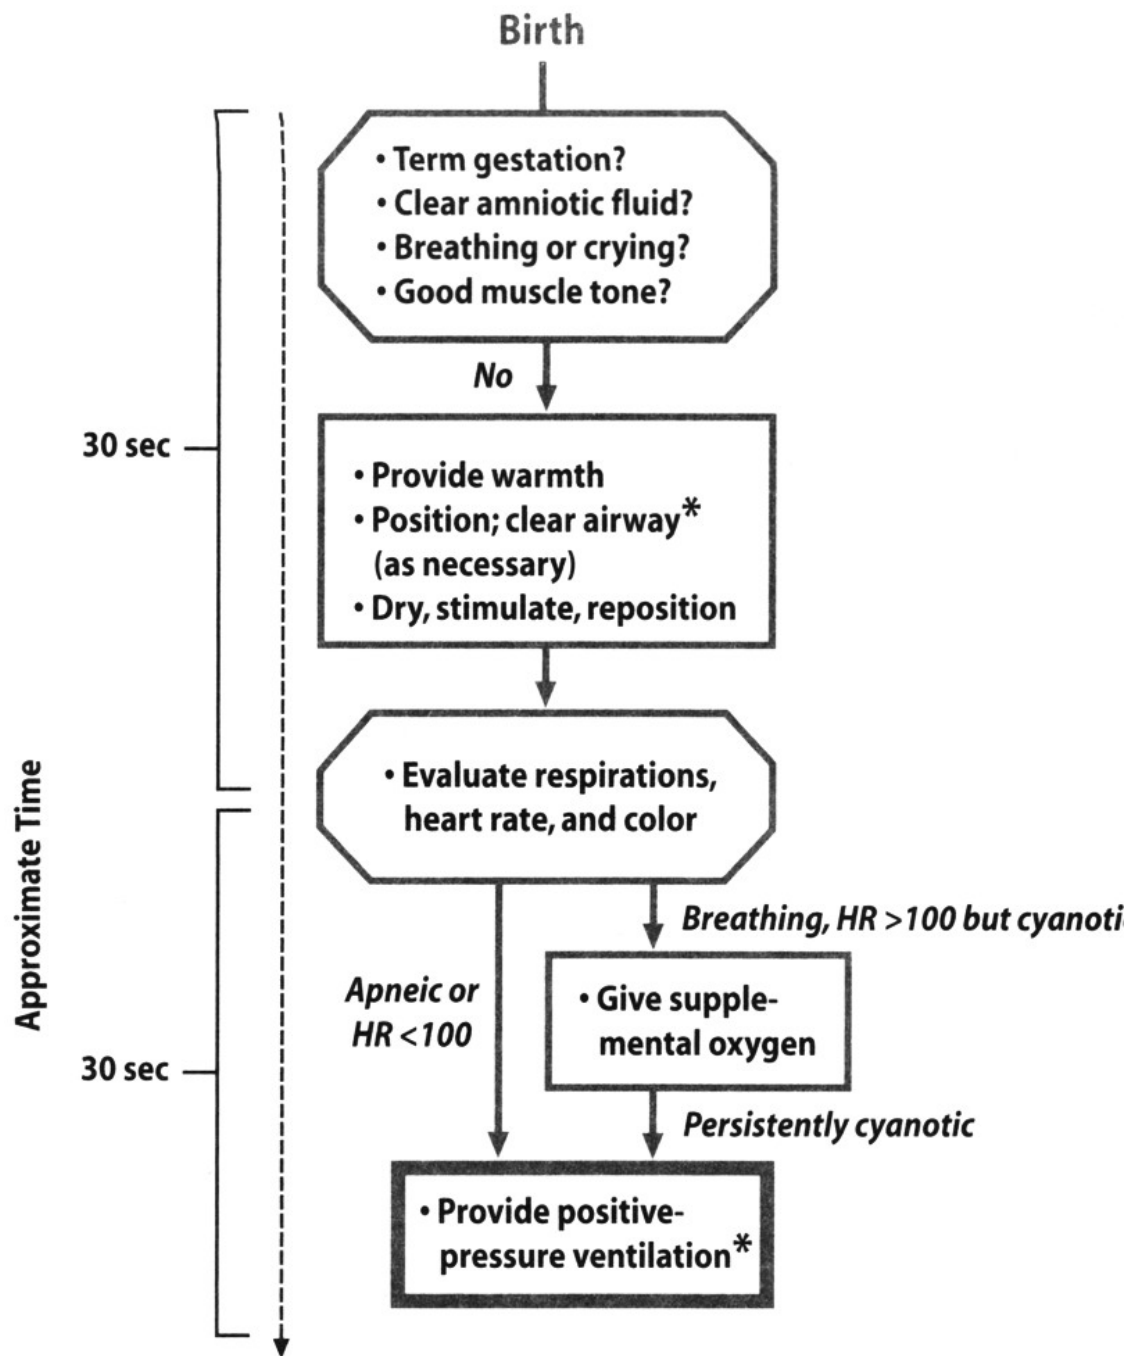 Birth
• Term gestation?
• Clear amniotic fluid?
• Breathing or crying?
• Good muscle tone?
No
30 sec
• Provide warmth
• Position; clear airway*
(as necessary)
• Dry, stimulate, reposition
Approximate Time
• Evaluate respirations,
heart rate, and color
Breathing, HR >100 but cyanotic
Apneic or
HR <100
• Give supple-
mental oxygen
30 sec
Persistently cyanotic
• Provide positive-
pressure ventilation*